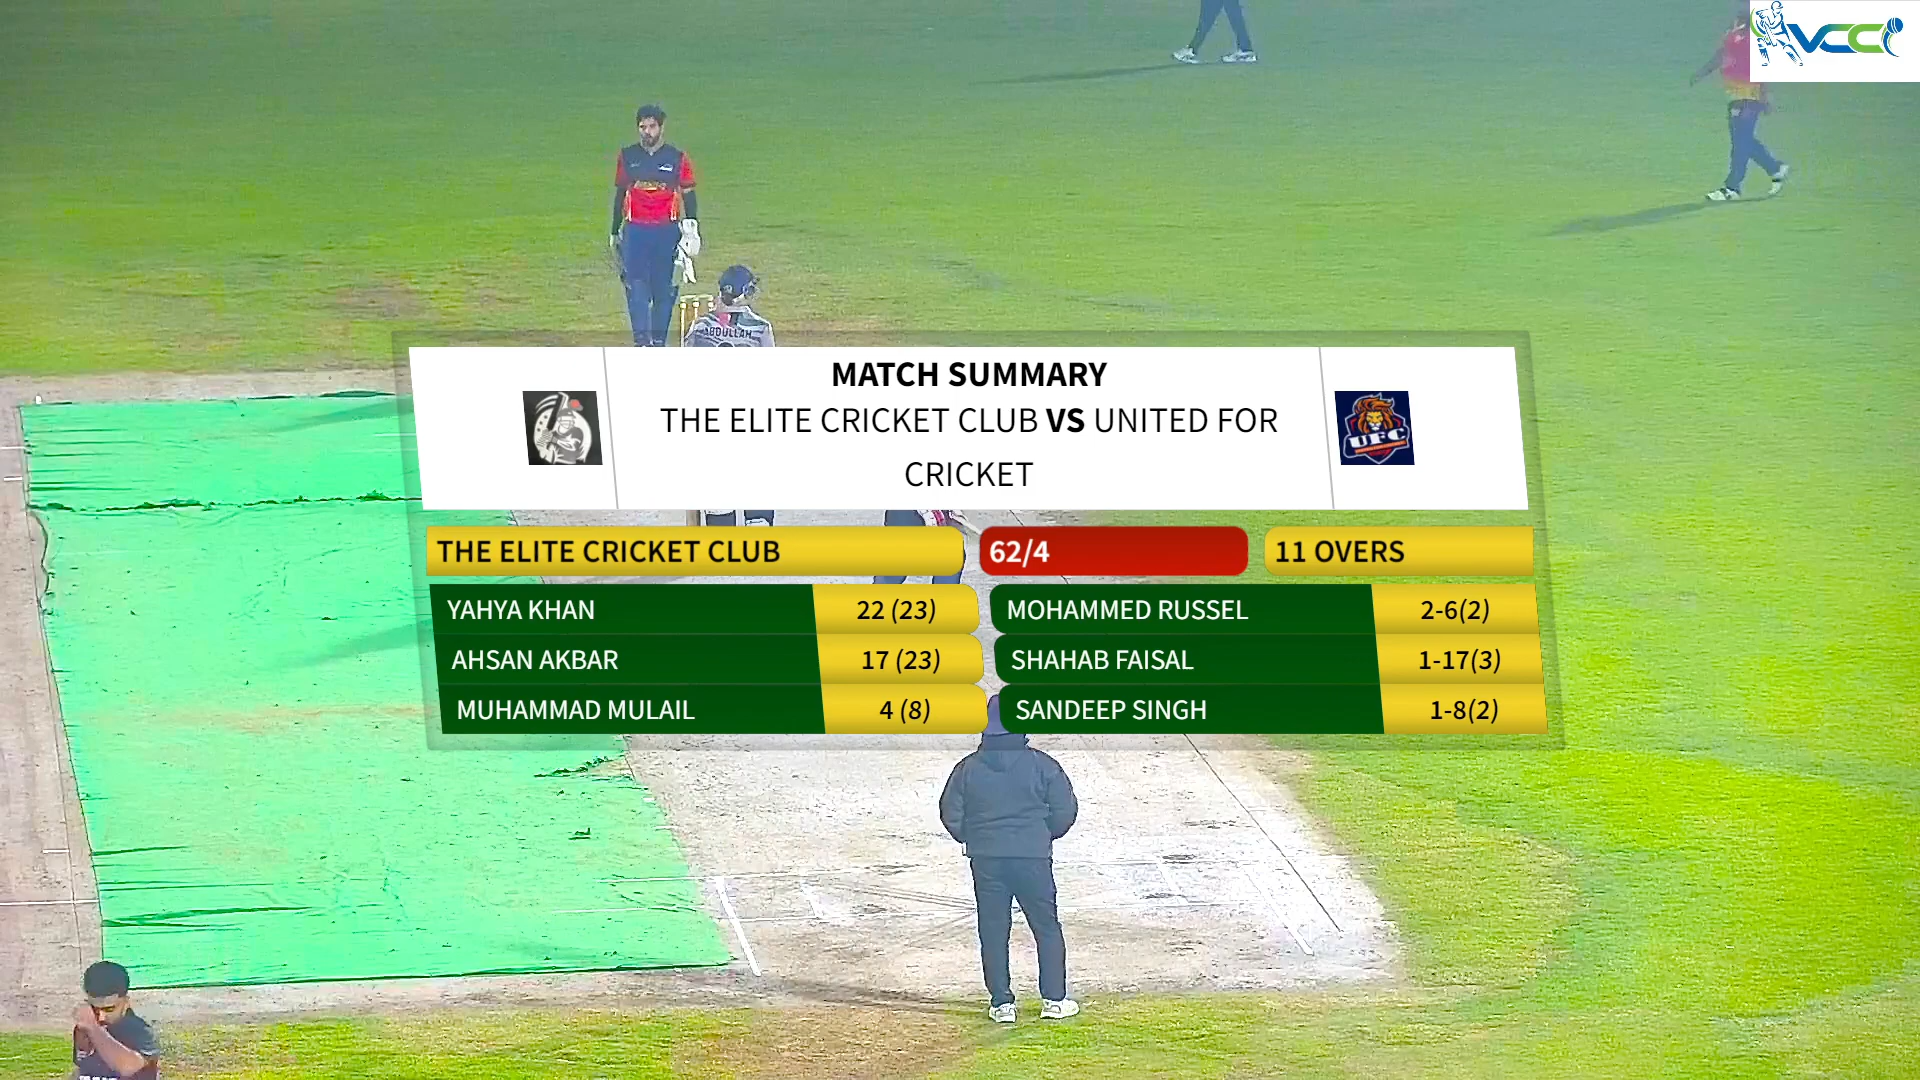 VCC
ABDULLAH
MATCH SUMMARY
THE ELITE CRICKET CLUB VS UNITED FOR
CRICKET
UFC
THE ELITE CRICKET CLUB 62/4 11 OVERS
YAHYA KHAN 22 (23) MOHAMMED RUSSEL 2-6(2)
AHSAN AKBAR 17 (23) SHAHAB FAISAL 1-17(3)
MUHAMMAD MULAIL 4 (8) SANDEEP SINGH 1-8(2)